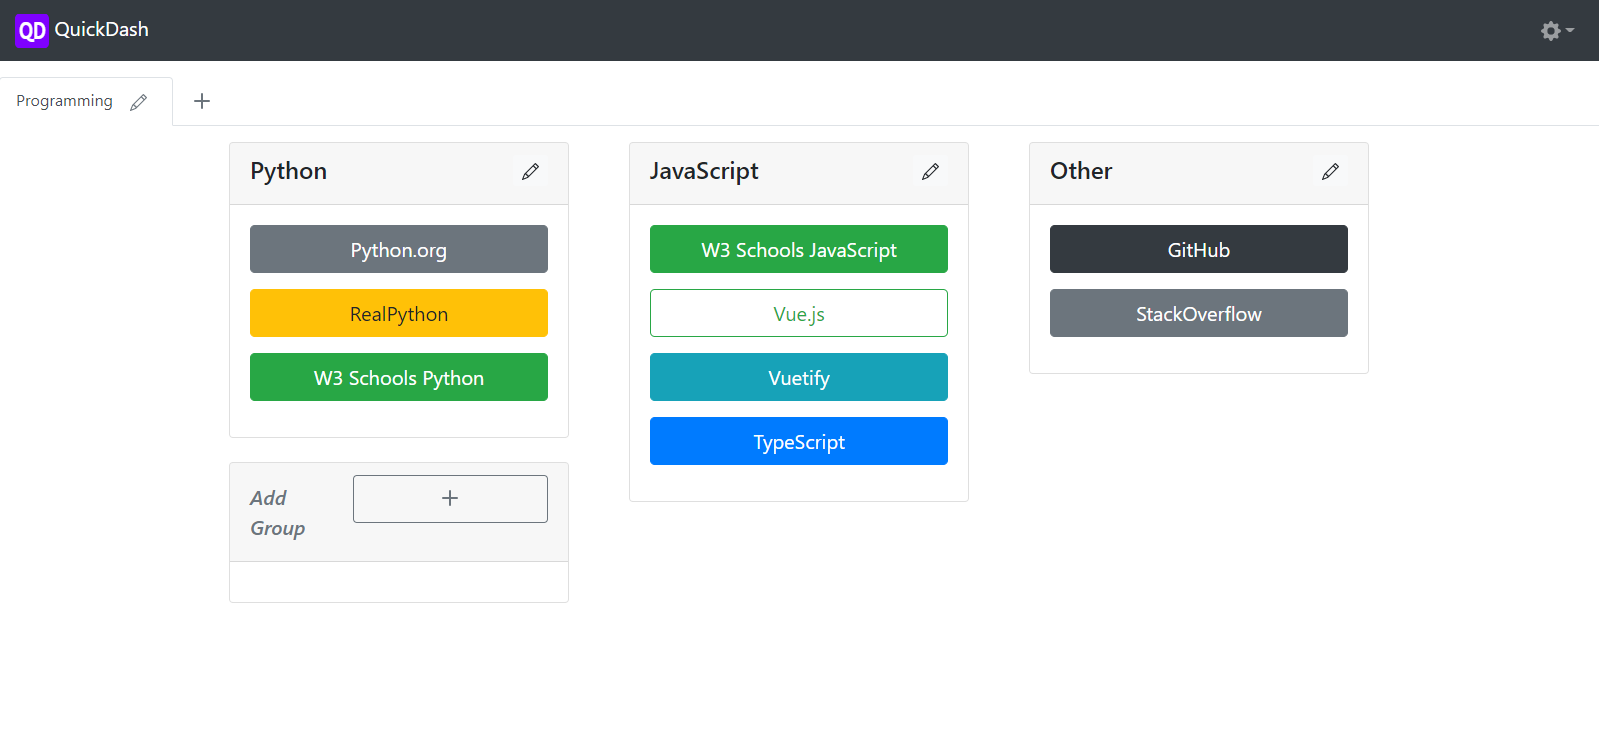 QD QuickDash
Programming
Python
Python.org
RealPython
W3 Schools Python
Add
Group
JavaScript
W3 Schools JavaScript
Vue.js
Vuetify
TypeScript
Other
GitHub
StackOverflow